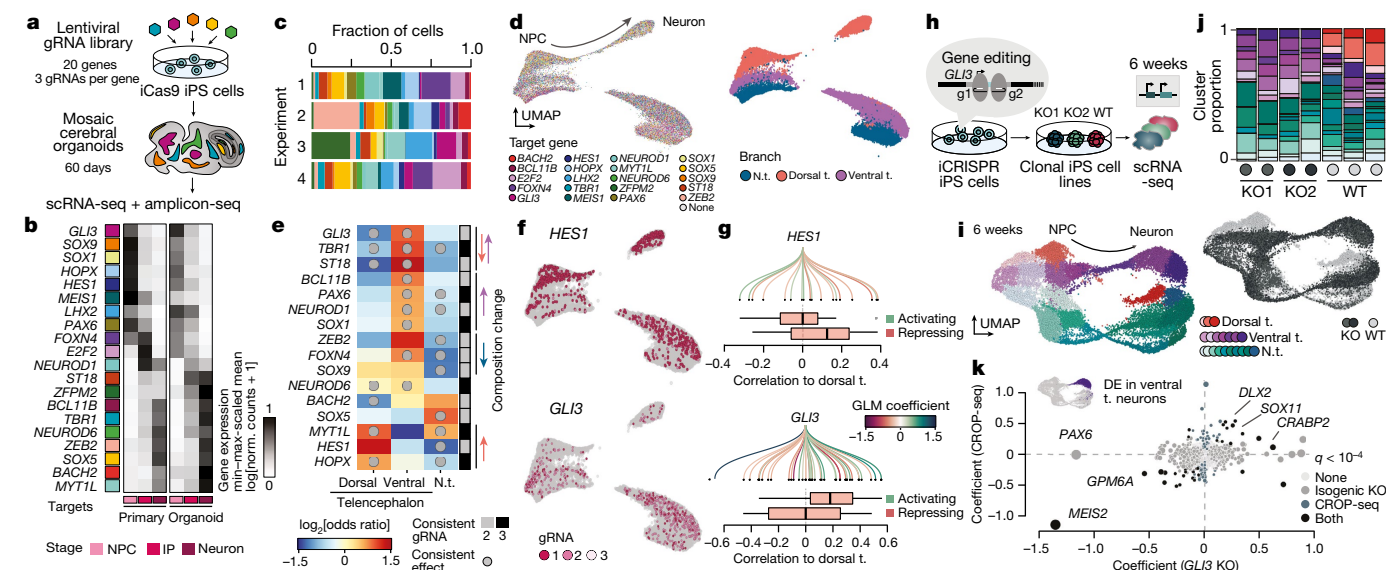 a
Lentiviral
gRNA library
20 genes
3 gRNAs per gene
iCas9 iPS cells
Mosaic
cerebral
organoids
60 days
scRNA-seq + amplicon-seq
b
GLI3
SOX9
SOX1
HOPX
HES1
MEIS1
LHX2
PAX6
FOXN4
E2F2
NEUROD1
ST18
ZFPM2
BCL11B
TBR1
NEUROD6
ZEB2
SOX5
BACH2
MYT1L
Targets
Primary Organoid
Stage NPC IP Neuron
Gene expression
min–max-scaled mean
log[norm. counts + 1]
1
0
c
Fraction of cells
0 0.5 1.0
Experiment
1
2
3
4
d
NPC
Neuron
UMAP
Target gene
BACH2 HES1 NEUROD1 SOX1
BCL11B HOPX MYT1L SOX5
E2F2 LHX2 NEUROD6 SOX9
FOXN4 TBR1 ZFPM2 ST18
GLI3 MEIS1 PAX6 ZEB2
None
Branch
N.t. Dorsal t. Ventral t.
e
GLI3
TBR1
ST18
BCL11B
PAX6
NEUROD1
SOX1
ZEB2
FOXN4
SOX9
NEUROD6
BACH2
SOX5
MYT1L
HES1
HOPX
Composition change
Dorsal Ventral N.t.
Telencephalon
log2[odds ratio]
−1.5 0 1.5
Consistent
gRNA
2 3
Consistent
effect
f
HES1
GLI3
gRNA
1 2 3
g
HES1
Activating
Repressing
−0.4 −0.2 0 0.2 0.4
Correlation to dorsal t.
GLI3
GLM coefficient
−1.5 0 1.5
Activating
Repressing
−0.6 −0.4 −0.2 0 0.2 0.4 0.6
Correlation to dorsal t.
h
Gene editing
GLI3
g1 g2
KO1 KO2 WT
6 weeks
iCRISPR
iPS cells
Clonal iPS cell
lines
scRNA
-seq
i
6 weeks
NPC
Neuron
UMAP
Dorsal t.
Ventral t.
N.t.
KO WT
j
Cluster
proportion
1
0
KO1 KO2 WT
k
DE in ventral
t. neurons
Coefficient (CROP-seq)
1.0
0.5
0
−0.5
−1.0
PAX6
GPM6A
MEIS2
DLX2
SOX11
CRABP2
q < 10−4
None
Isogenic KO
CROP-seq
Both
−1.5 −1.0 −0.5 0 0.5 1.0
Coefficient (GLI3 KO)